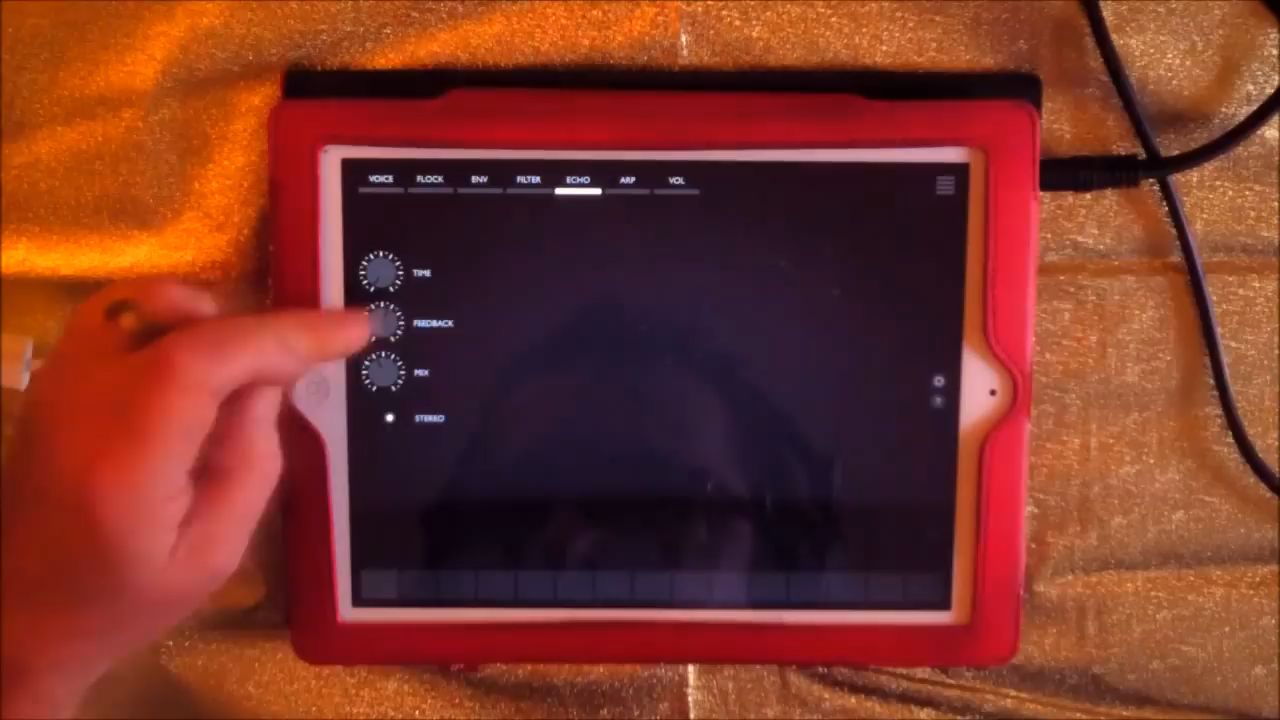 VOICE FLOCK ENV FILTER ECHO ARP VOL
TIME
FEEDBACK
MIX
STEREO